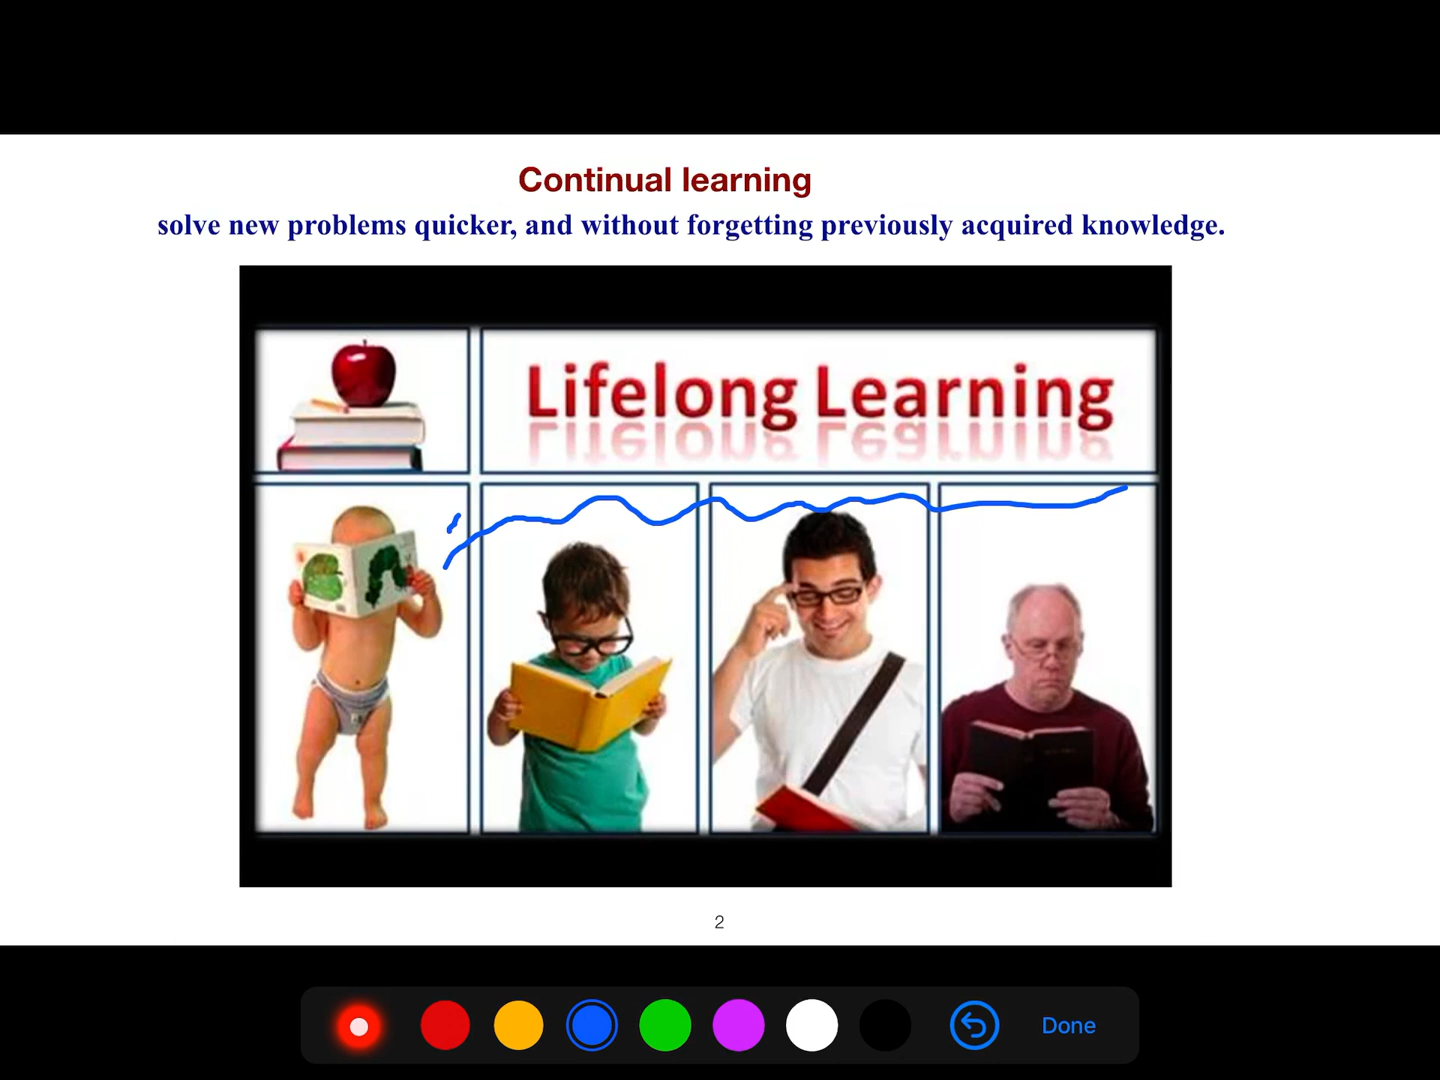 Continual learning
solve new problems quicker, and without forgetting previously acquired knowledge.
Lifelong Learning
2
Done